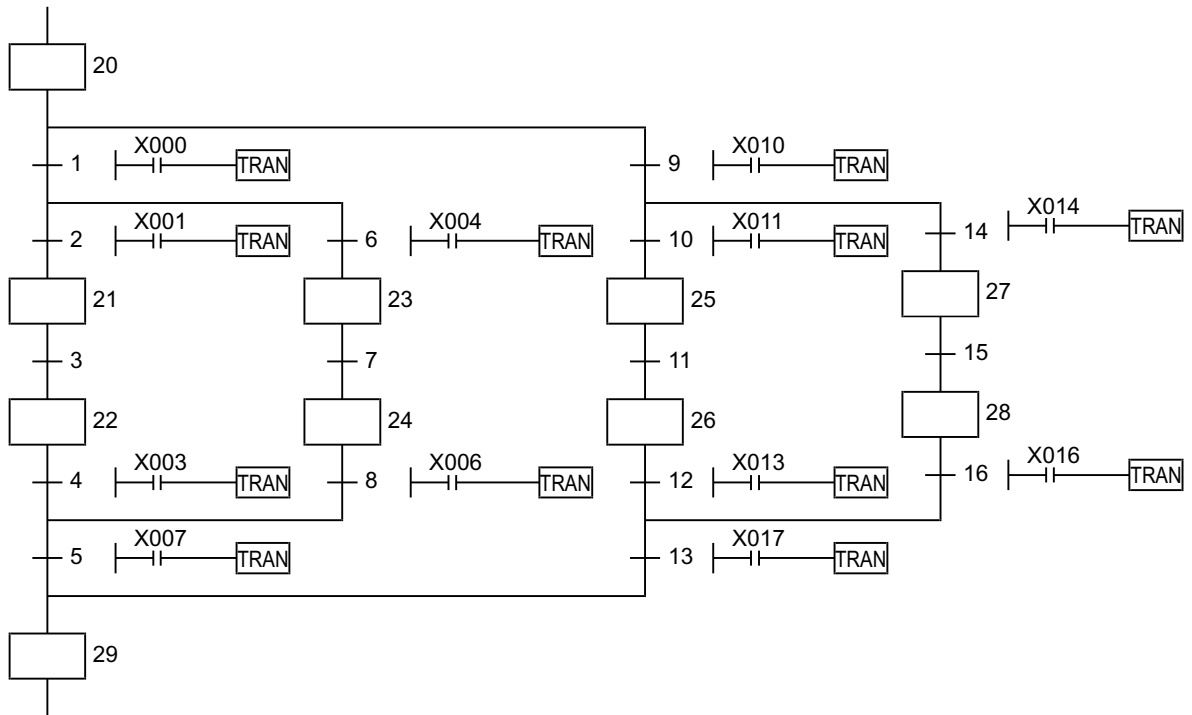 20
1 X000 TRAN 9 X010 TRAN
2 X001 TRAN 6 X004 TRAN 10 X011 TRAN 14 X014 TRAN
21 23 25 27
3 7 11 15
22 24 26 28
4 X003 TRAN 8 X006 TRAN 12 X013 TRAN 16 X016 TRAN
5 X007 TRAN 13 X017 TRAN
29